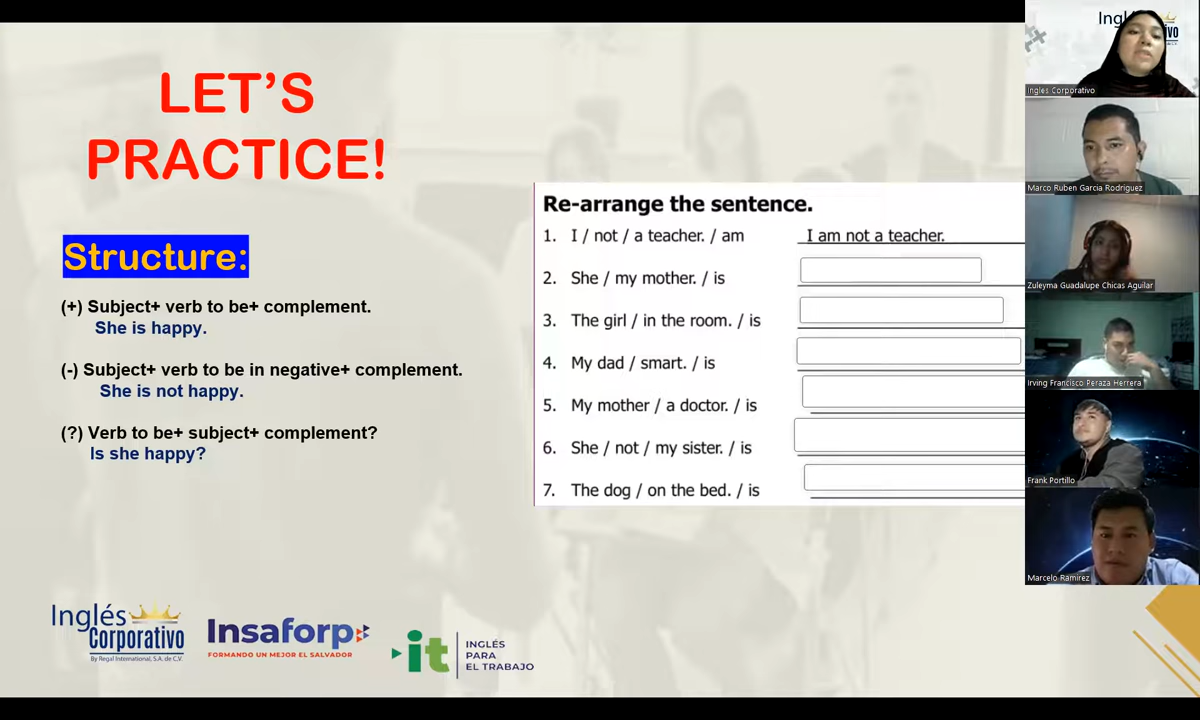 LET'S
PRACTICE!
Structure:
(+) Subject+ verb to be+ complement.
She is happy.
(-) Subject+ verb to be in negative+ complement.
She is not happy.
(?) Verb to be+ subject+ complement?
Is she happy?
Re-arrange the sentence.
1. I / not / a teacher. / am I am not a teacher.
2. She / my mother. / is
3. The girl / in the room. / is
4. My dad / smart. / is
5. My mother / a doctor. / is
6. She / not / my sister. / is
7. The dog / on the bed. / is
Inglés
Corporativo
By Regal International, S.A. de C.V.
Insaforp
FORMANDO UN MEJOR EL SALVADOR
it
INGLÉS
PARA
EL TRABAJO
Ingles Corporativo
Marco Ruben Garcia Rodriguez
Zuleyma Guadalupe Chicas Aguilar
Irving Francisco Peraza Herrera
Frank Portillo
Marcelo Ramirez